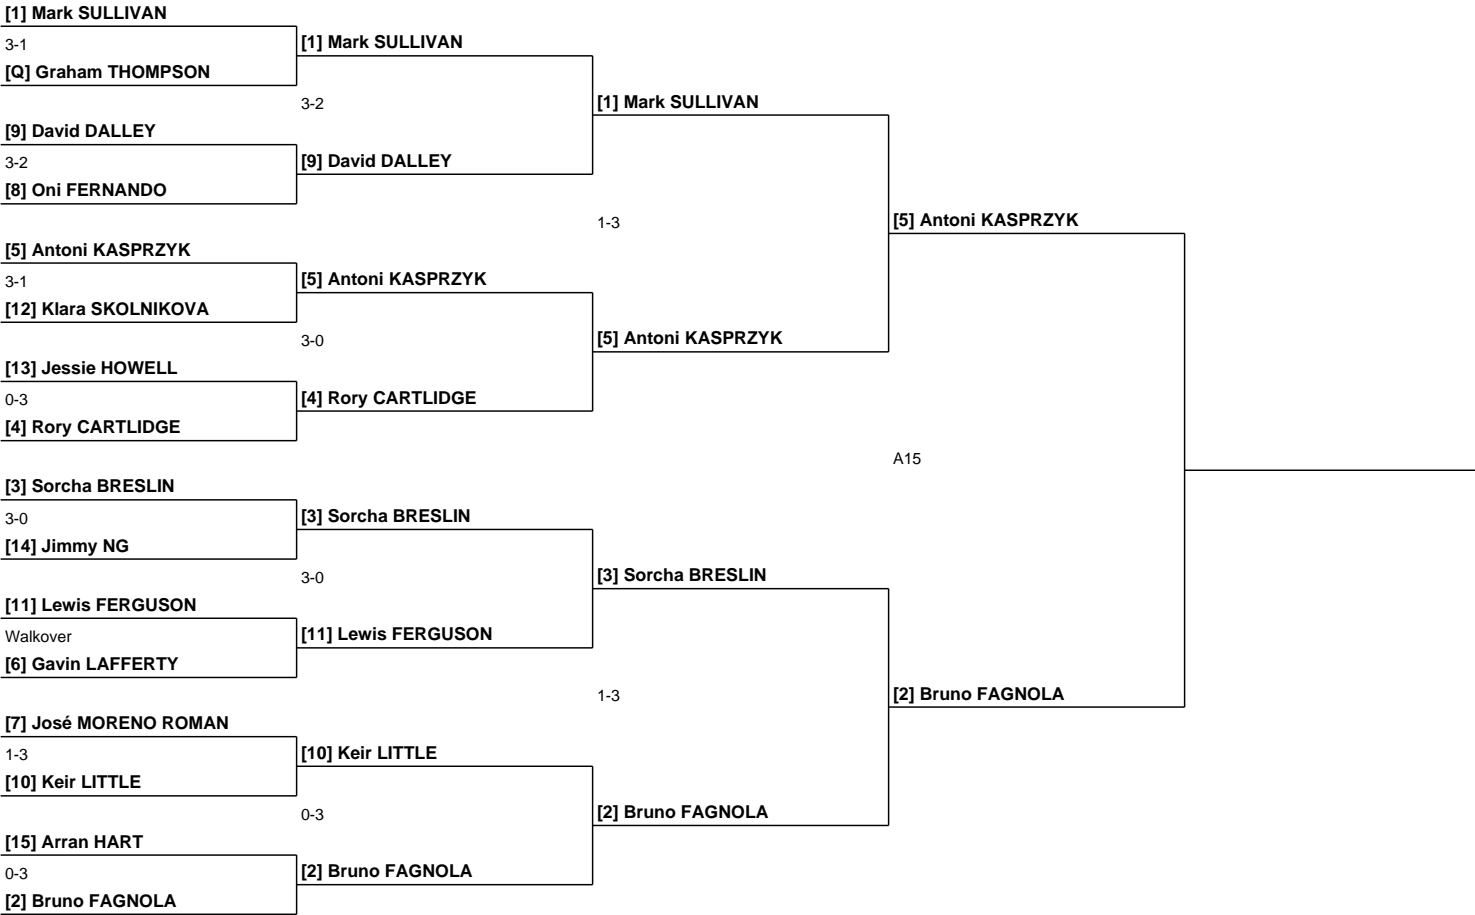 [1] Mark SULLIVAN
3-1
[Q] Graham THOMPSON
[9] David DALLEY
3-2
[8] Oni FERNANDO
[5] Antoni KASPRZYK
3-1
[12] Klara SKOLNIKOVA
[13] Jessie HOWELL
0-3
[4] Rory CARTLIDGE
[3] Sorcha BRESLIN
3-0
[14] Jimmy NG
[11] Lewis FERGUSON
Walkover
[6] Gavin LAFFERTY
[7] José MORENO ROMAN
1-3
[10] Keir LITTLE
[15] Arran HART
0-3
[2] Bruno FAGNOLA
[1] Mark SULLIVAN
3-2
[9] David DALLEY
[5] Antoni KASPRZYK
3-0
[4] Rory CARTLIDGE
[3] Sorcha BRESLIN
3-0
[11] Lewis FERGUSON
[10] Keir LITTLE
0-3
[2] Bruno FAGNOLA
[1] Mark SULLIVAN
1-3
[5] Antoni KASPRZYK
[3] Sorcha BRESLIN
1-3
[2] Bruno FAGNOLA
[5] Antoni KASPRZYK
A15
[2] Bruno FAGNOLA